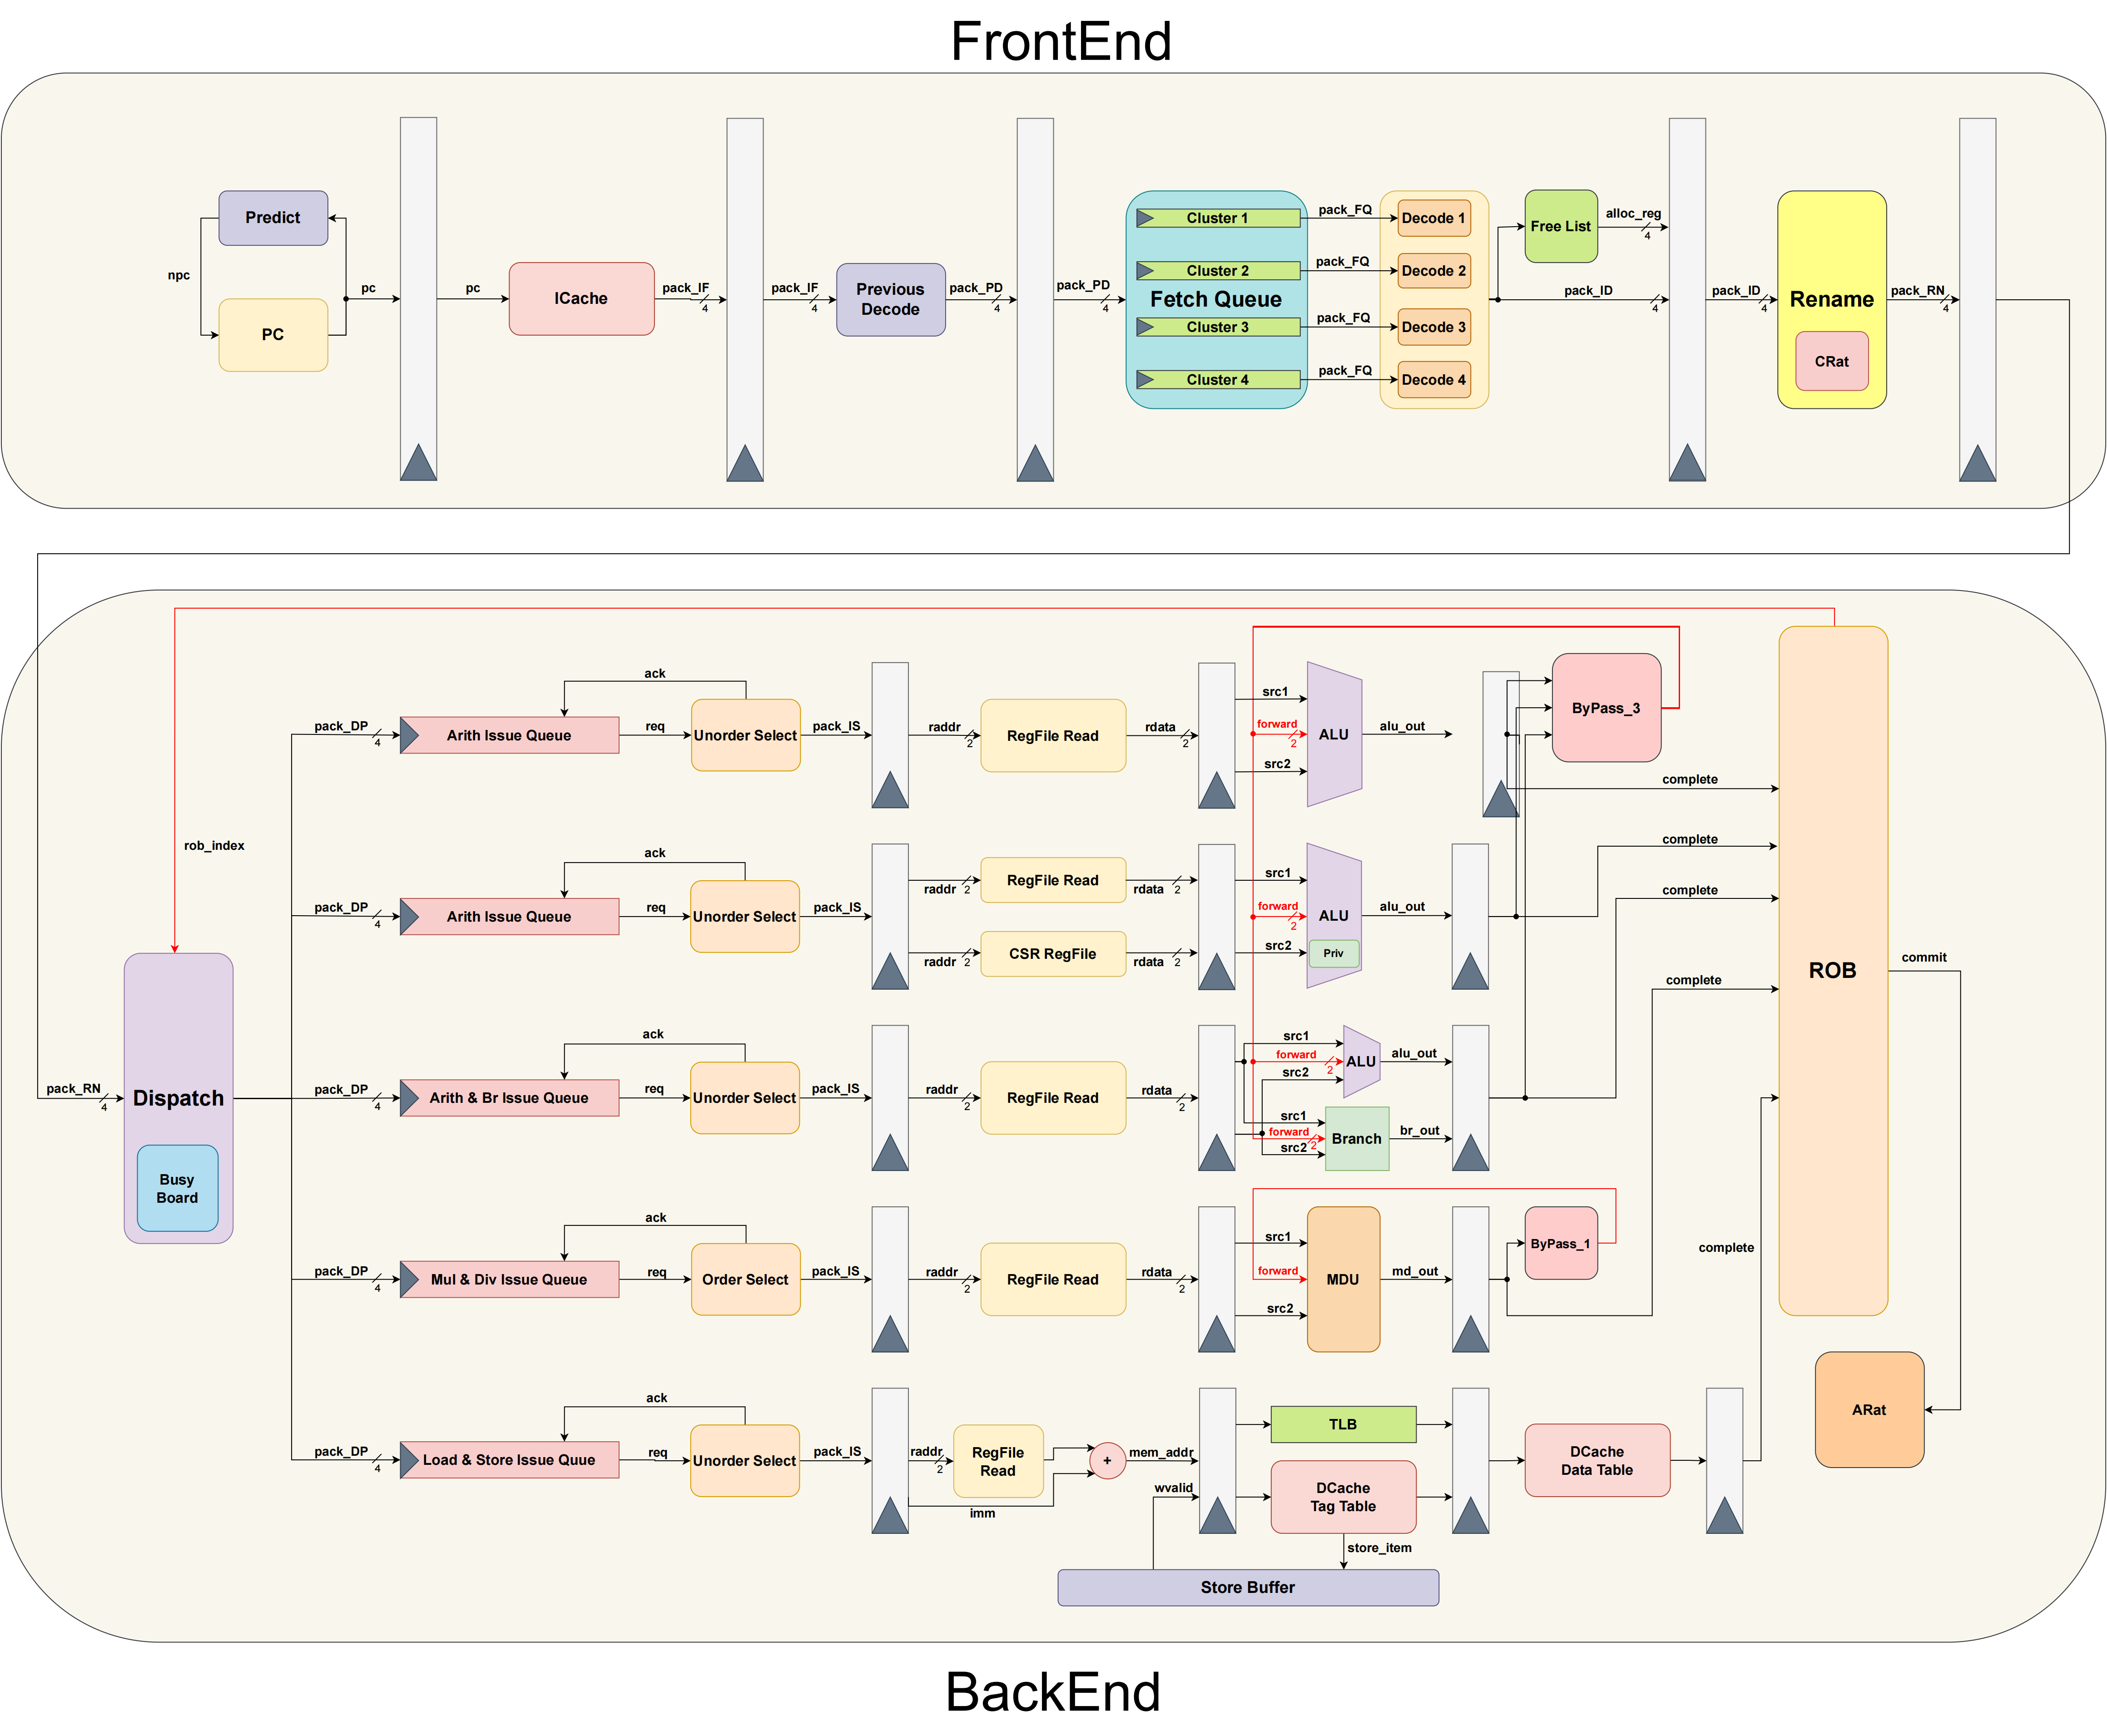 FrontEnd
Predict
npc
PC
pc
pc
ICache
pack_IF
4
pack_IF
4
Previous
Decode
pack_PD
4
pack_PD
4
Fetch Queue
Cluster 1
Cluster 2
Cluster 3
Cluster 4
pack_FQ
pack_FQ
pack_FQ
pack_FQ
Decode 1
Decode 2
Decode 3
Decode 4
Free List
alloc_reg
4
pack_ID
4
pack_ID
4
Rename
CRat
pack_RN
4
rob_index
pack_RN
4
Dispatch
Busy
Board
pack_DP
4
Arith Issue Queue
ack
req
Unorder Select
pack_IS
raddr
2
RegFile Read
rdata
2
src1
forward
2
src2
ALU
alu_out
ByPass_3
complete
pack_DP
4
Arith Issue Queue
ack
req
Unorder Select
pack_IS
raddr
2
RegFile Read
rdata
2
raddr
2
CSR RegFile
rdata
2
src1
forward
2
src2
ALU
Priv
alu_out
complete
complete
pack_DP
4
Arith & Br Issue Queue
ack
req
Unorder Select
pack_IS
raddr
2
RegFile Read
rdata
2
src1
forward
2
src2
ALU
alu_out
src1
forward
2
src2
Branch
br_out
complete
ROB
commit
pack_DP
4
Mul & Div Issue Queue
ack
req
Order Select
pack_IS
raddr
2
RegFile Read
rdata
2
src1
forward
src2
MDU
md_out
ByPass_1
complete
ARat
pack_DP
4
Load & Store Issue Quue
ack
req
Unorder Select
pack_IS
raddr
2
RegFile
Read
imm
+
mem_addr
wvalid
TLB
DCache
Tag Table
store_item
Store Buffer
DCache
Data Table
BackEnd